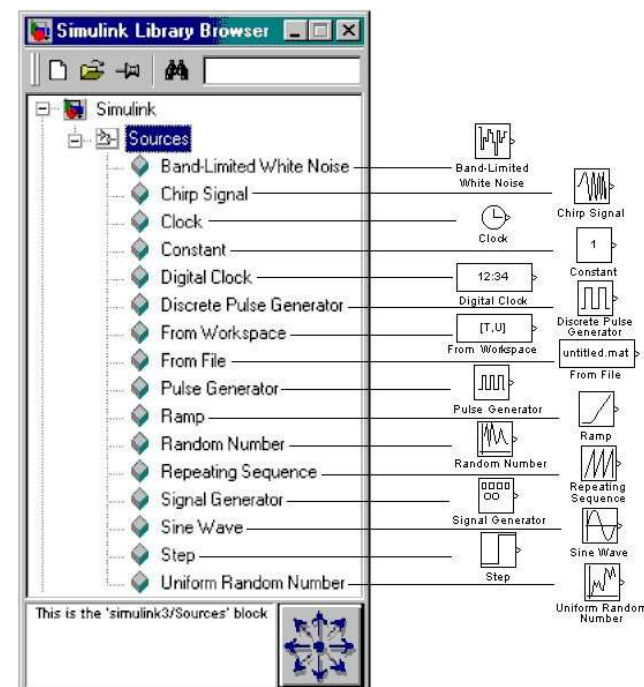 Simulink Library Browser
Simulink
Sources
Band-Limited White Noise
Chirp Signal
Clock
Constant
Digital Clock
Discrete Pulse Generator
From Workspace
From File
Pulse Generator
Ramp
Random Number
Repeating Sequence
Signal Generator
Sine Wave
Step
Uniform Random Number
This is the 'simulink3/Sources' block
Band-Limited
White Noise
Chirp Signal
Clock
1
Constant
12:34
Digital Clock
Discrete Pulse
Generator
[T,U]
From Workspace
untitled.mat
From File
Pulse Generator
Ramp
Random Number
Repeating
Sequence
Signal Generator
Sine Wave
Step
Uniform Random
Number